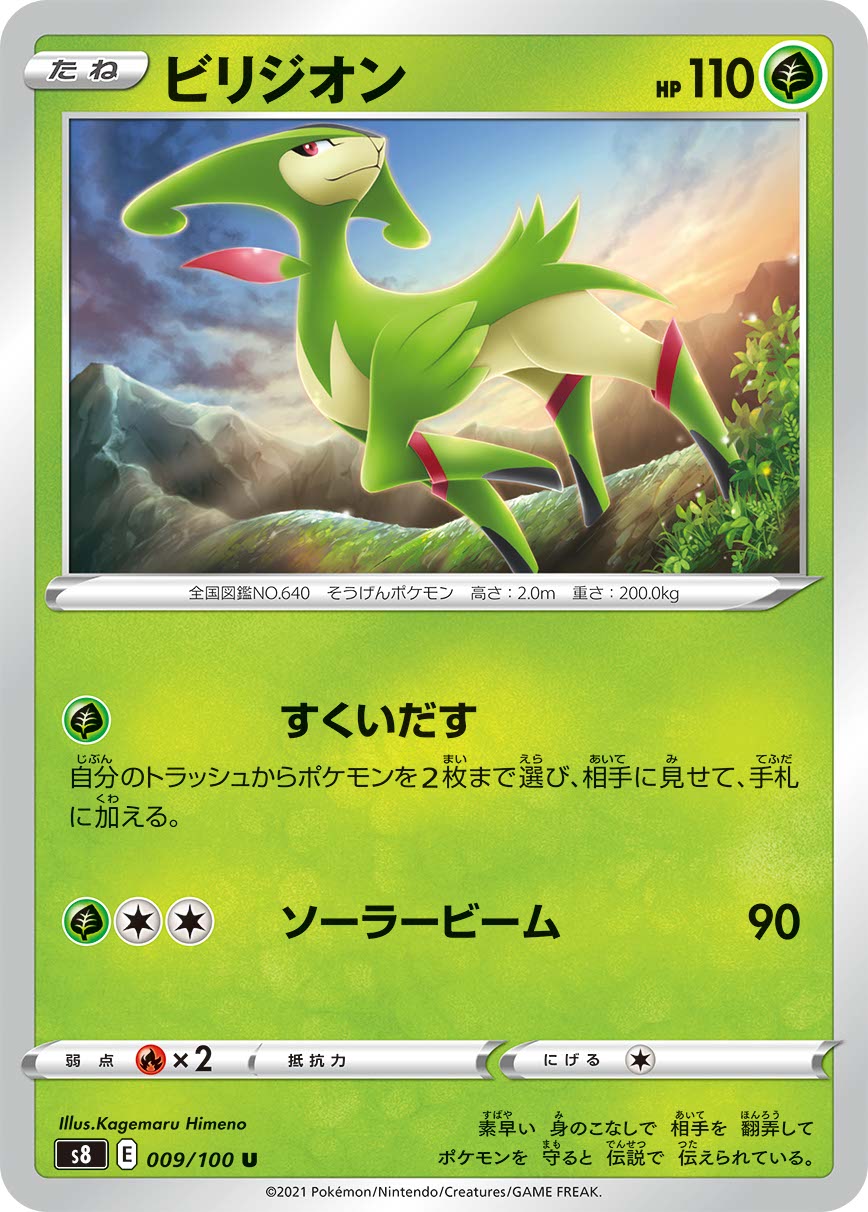 たね ビリジオン HP 110
全国図鑑NO.640 そうげんポケモン 高さ:2.0m 重さ:200.0kg
すくいだす
自分のトラッシュからポケモンを2枚まで選び、相手に見せて、手札
に加える。
ソーラービーム 90
弱点 ×2 抵抗力 にげる
Illus.Kagemaru Himeno
素早い 身のこなしで 相手を 翻弄して
ポケモンを 守ると 伝説で 伝えられている。
s8 E 009/100 U
©2021 Pokémon/Nintendo/Creatures/GAME FREAK.